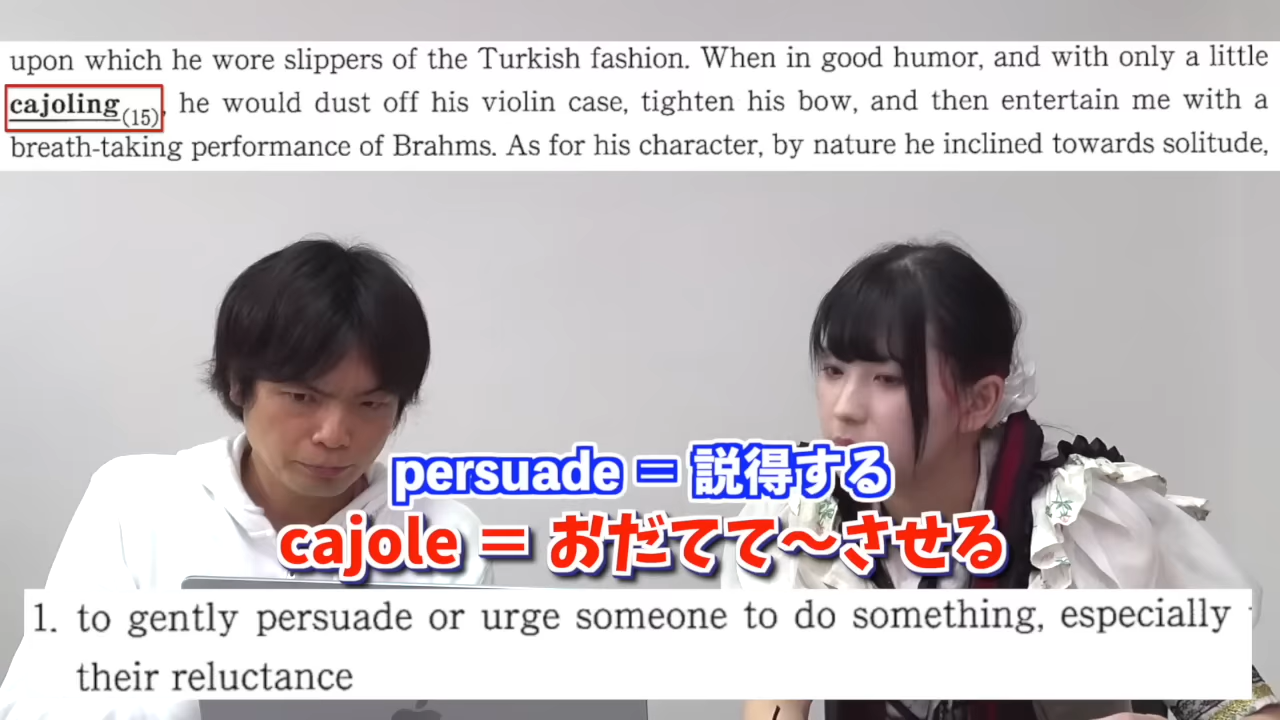 upon which he wore slippers of the Turkish fashion. When in good humor, and with only a little
cajoling(15), he would dust off his violin case, tighten his bow, and then entertain me with a
breath-taking performance of Brahms. As for his character, by nature he inclined towards solitude,
persuade = 説得する
cajole = おだてて〜させる
1. to gently persuade or urge someone to do something, especially
their reluctance